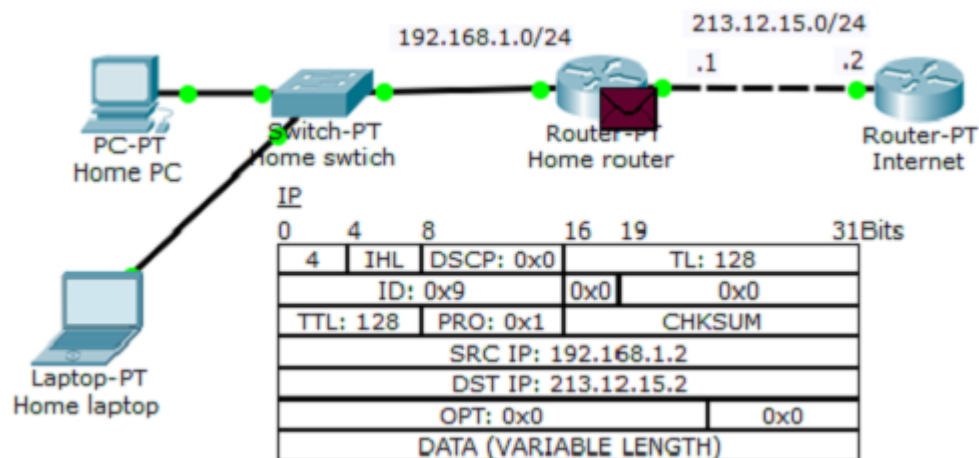 192.168.1.0/24
213.12.15.0/24
.1
.2
PC-PT
Home PC
Switch-PT
Home swtich
Router-PT
Home router
Router-PT
Internet
Laptop-PT
Home laptop
IP
0 4 8 16 19 31Bits
4 IHL DSCP: 0x0 TL: 128
ID: 0x9 0x0 0x0
TTL: 128 PRO: 0x1 CHKSUM
SRC IP: 192.168.1.2
DST IP: 213.12.15.2
OPT: 0x0 0x0
DATA (VARIABLE LENGTH)